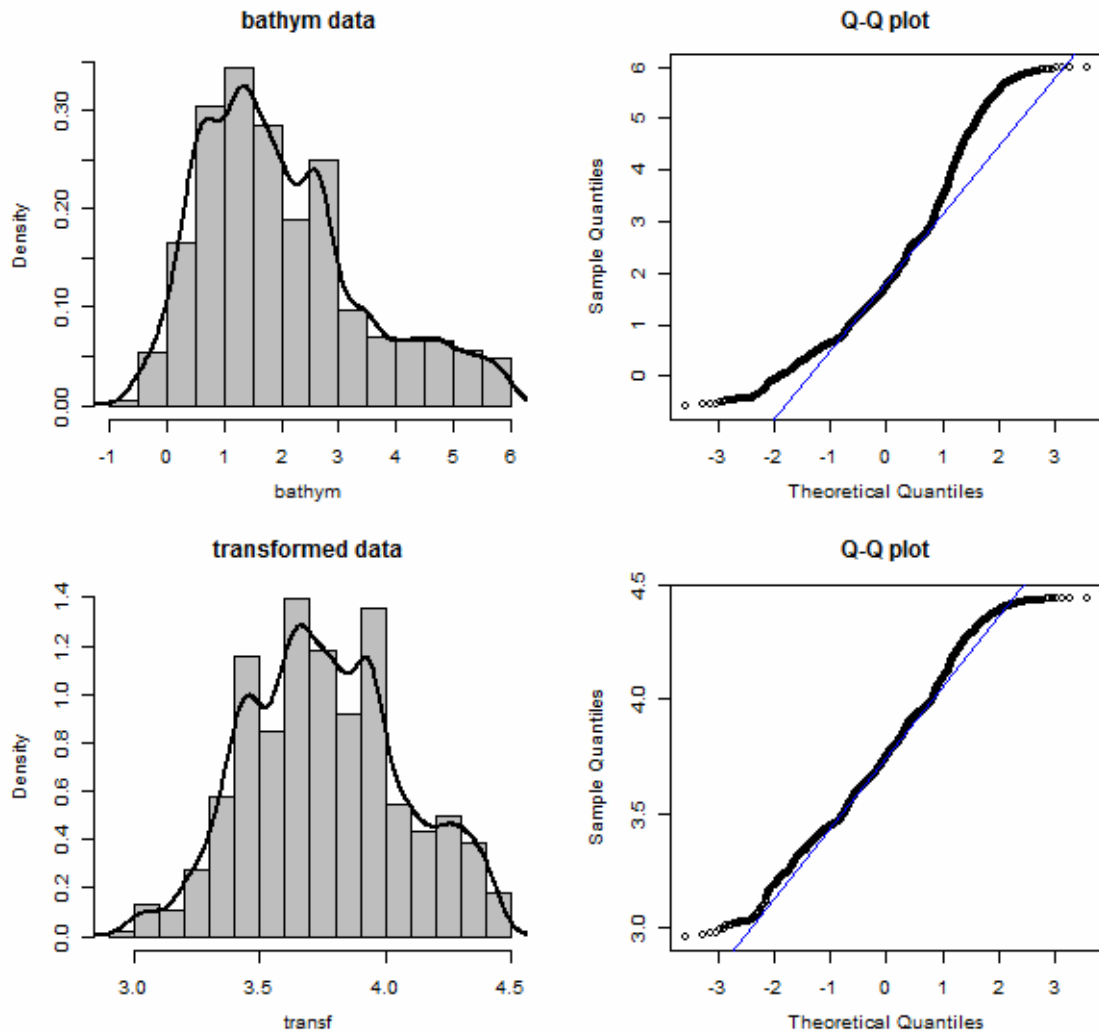 bathym data
Density
0.00 0.10 0.20 0.30
-1 0 1 2 3 4 5 6
bathym
Q-Q plot
Sample Quantiles
0 1 2 3 4 5 6
-3 -2 -1 0 1 2 3
Theoretical Quantiles
transformed data
Density
0.0 0.2 0.4 0.6 0.8 1.0 1.2 1.4
3.0 3.5 4.0 4.5
transf
Q-Q plot
Sample Quantiles
3.0 3.5 4.0 4.5
-3 -2 -1 0 1 2 3
Theoretical Quantiles